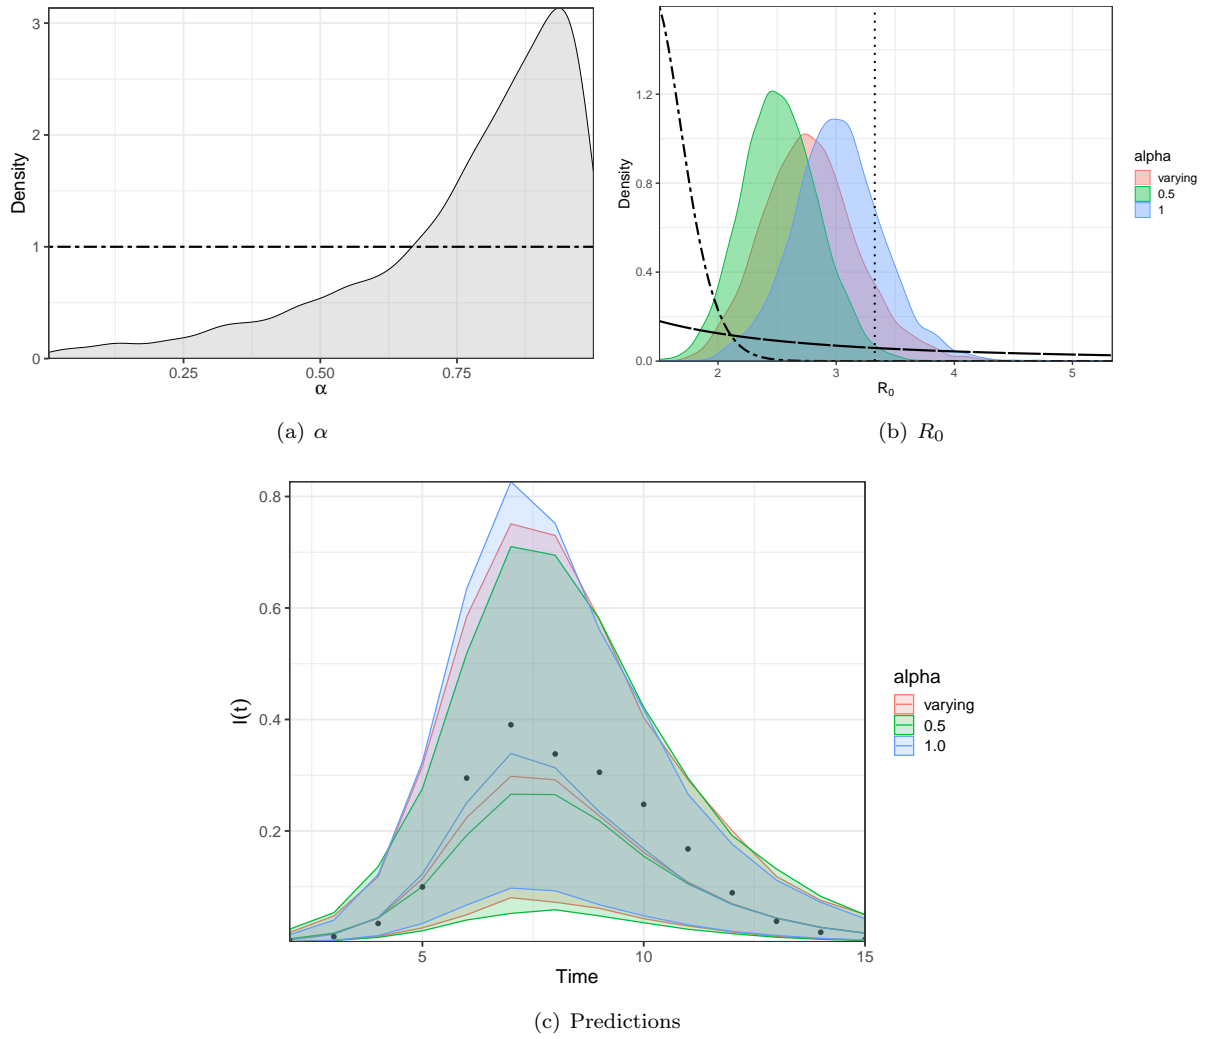 3
2
1
0
Density
0.25 0.50 0.75
α
(a) α
1.2
0.8
0.4
0.0
Density
2 3 4 5
R0
alpha
varying
0.5
1
(b) R0
0.8
0.6
0.4
0.2
I(t)
5 10 15
Time
alpha
varying
0.5
1.0
(c) Predictions